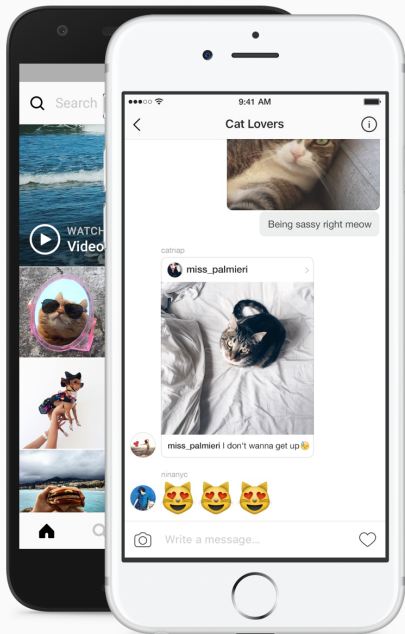 Search
WATCH
Video
9:41 AM
Cat Lovers
Being sassy right meow
catnap
miss_palmieri
miss_palmieri I don't wanna get up
ninanyc
Write a message...